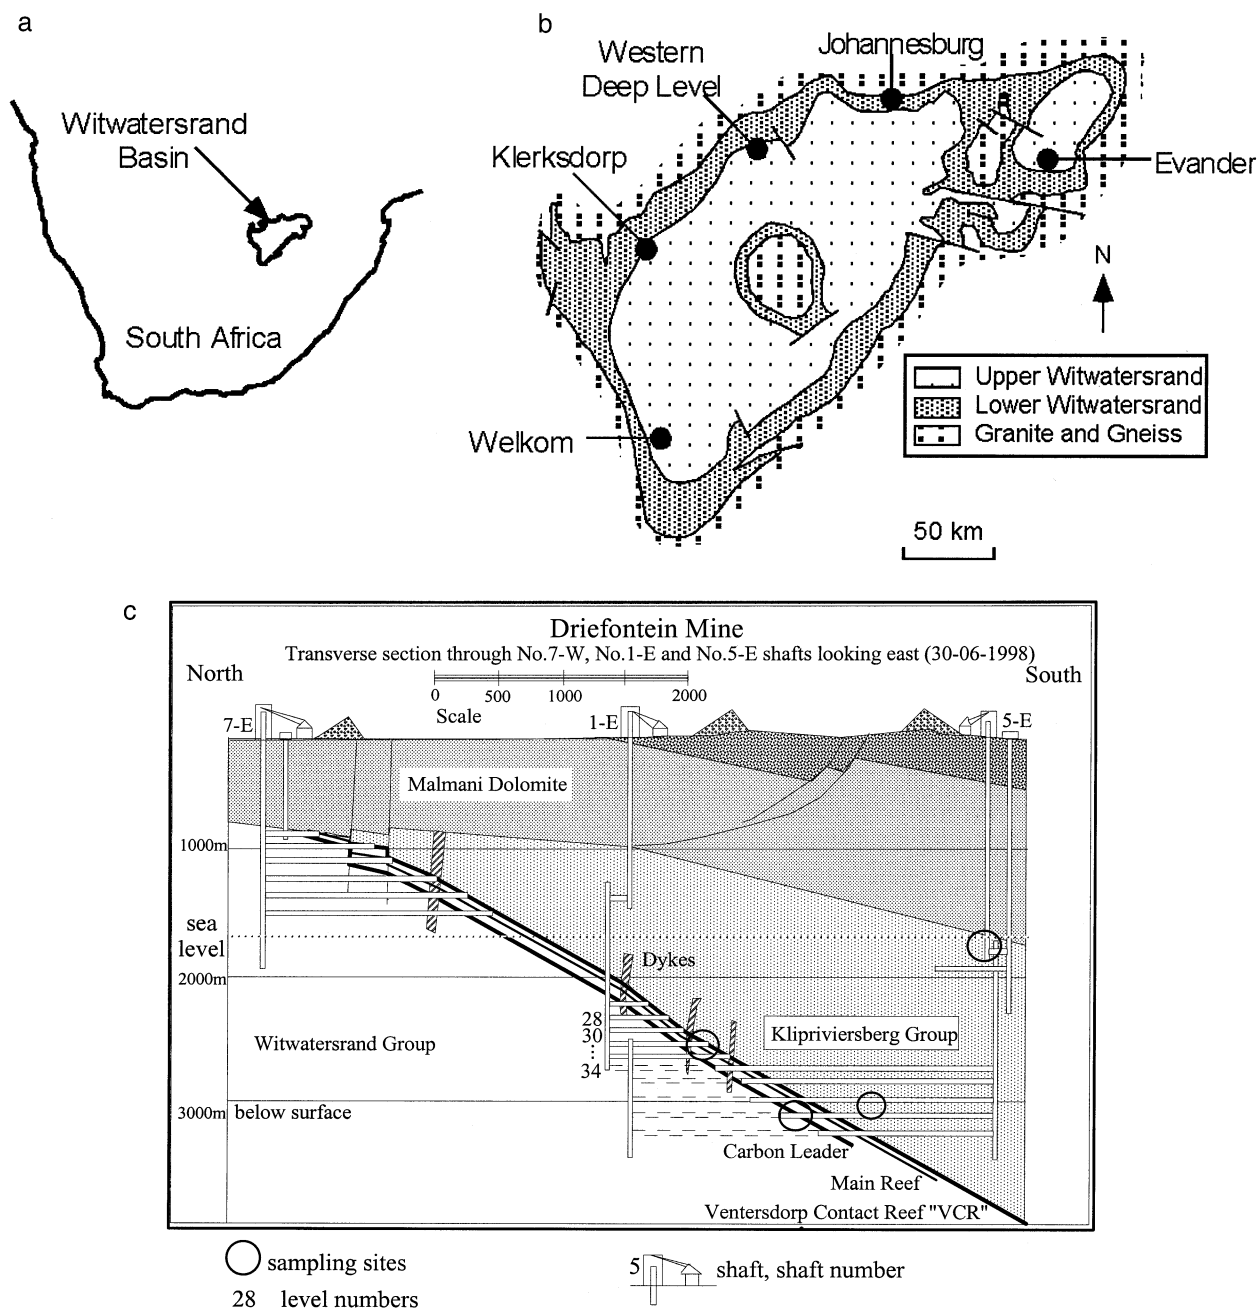 a
Witwatersrand
Basin
South Africa
b
Western
Deep Level
Johannesburg
Klerksdorp
Evander
Welkom
N
Upper Witwatersrand
Lower Witwatersrand
Granite and Gneiss
50 km
c
Driefontein Mine
Transverse section through No.7-W, No.1-E and No.5-E shafts looking east (30-06-1998)
North
South
0 500 1000 2000
Scale
7-E
1-E
5-E
Malmani Dolomite
1000m
sea
level
Dykes
2000m
28
30
34
Witwatersrand Group
Klipriviersberg Group
3000m below surface
Carbon Leader
Main Reef
Ventersdorp Contact Reef "VCR"
sampling sites
28 level numbers
5 shaft, shaft number